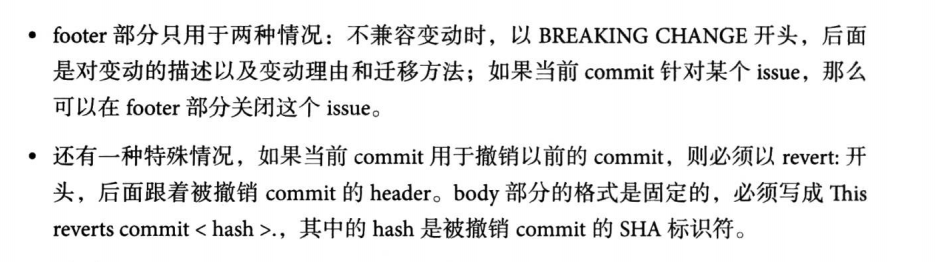 • footer 部分只用于两种情况：不兼容变动时，以 BREAKING CHANGE 开头，后面
是对变动的描述以及变动理由和迁移方法；如果当前 commit 针对某个 issue，那么
可以在 footer 部分关闭这个 issue。
• 还有一种特殊情况，如果当前 commit 用于撤销以前的 commit，则必须以 revert: 开
头，后面跟着被撤销 commit 的 header。body 部分的格式是固定的，必须写成 This
reverts commit < hash >.，其中的 hash 是被撤销 commit 的 SHA 标识符。